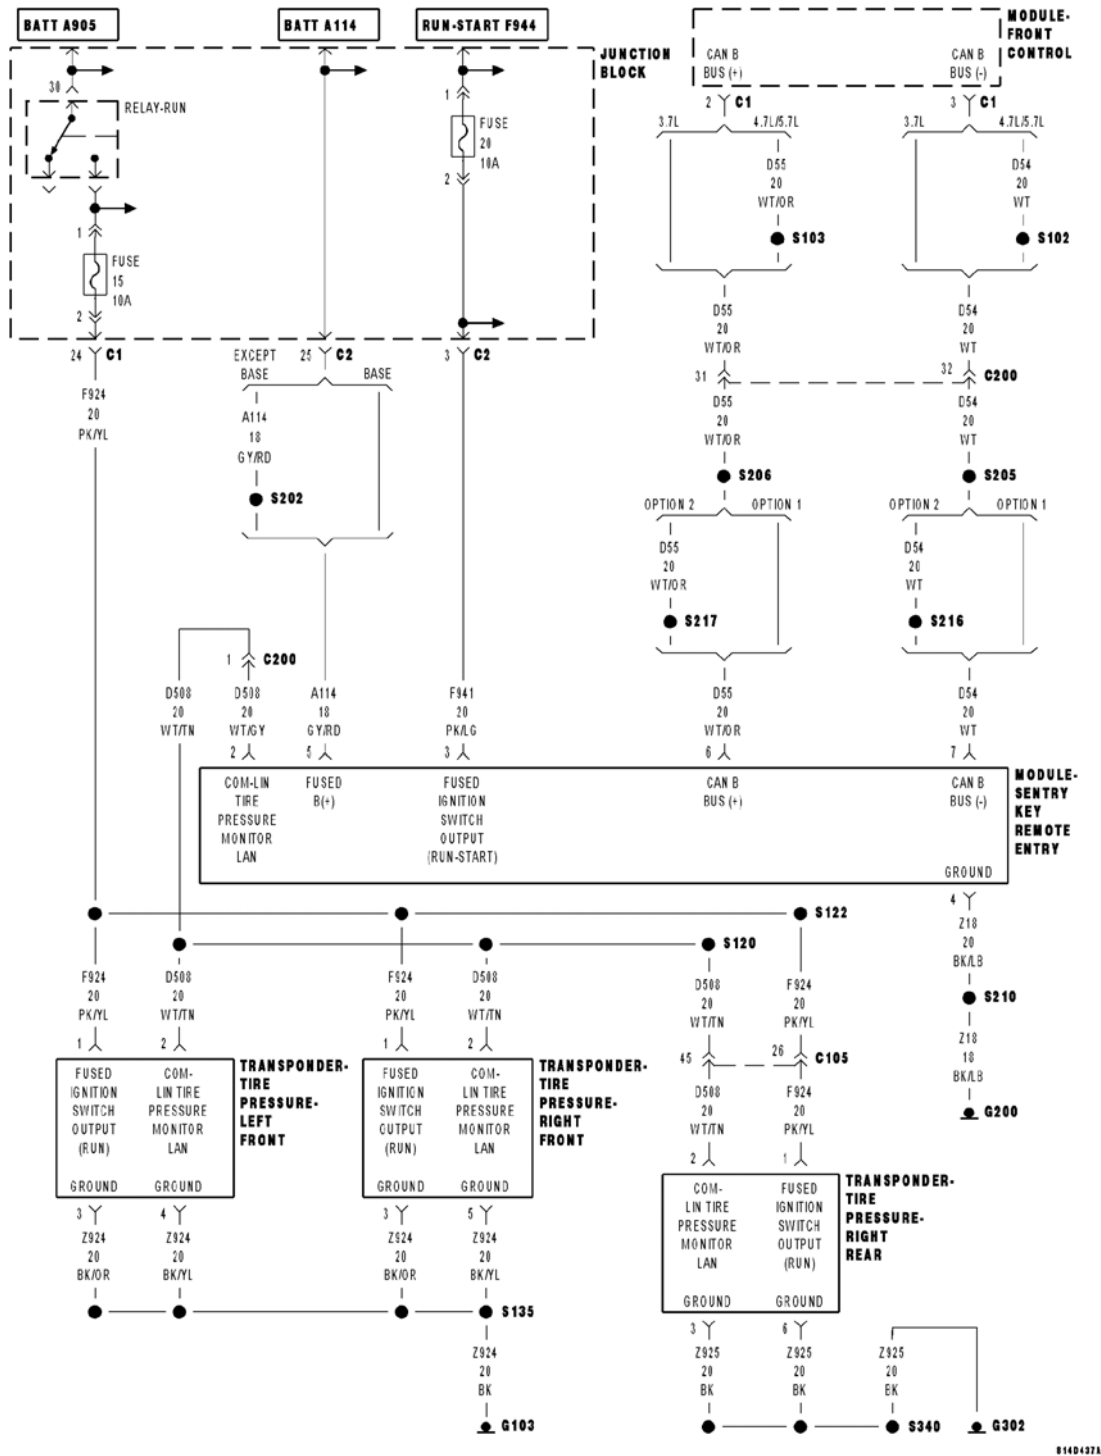 BATT A905
BATT A114
RUN-START F944
JUNCTION
BLOCK
MODULE-
FRONT
CONTROL
CAN B
BUS (+)
CAN B
BUS (-)
30
RELAY-RUN
1
FUSE
20
10A
2
1
FUSE
15
10A
2
2 C1
3 C1
3.7L
4.7L/5.7L
3.7L
4.7L/5.7L
D55
20
WT/OR
D54
20
WT
S103
S102
D55
20
WT/OR
D54
20
WT
24 C1
25 C2
3 C2
31
32 C200
EXCEPT
BASE
BASE
F924
20
PK/YL
A114
18
GY/RD
S202
D55
20
WT/OR
D54
20
WT
S206
S205
OPTION 2
OPTION 1
OPTION 2
OPTION 1
D55
20
WT/OR
D54
20
WT
S217
S216
1 C200
D508
20
WT/TN
D508
20
WT/GY
A114
18
GY/RD
F941
20
PK/LG
D55
20
WT/OR
D54
20
WT
2
5
3
6
7
COM-LIN
TIRE
PRESSURE
MONITOR
LAN
FUSED
B(+)
FUSED
IGNITION
SWITCH
OUTPUT
(RUN-START)
CAN B
BUS (+)
CAN B
BUS (-)
GROUND
MODULE-
SENTRY
KEY
REMOTE
ENTRY
4
Z18
20
BK/LB
S210
Z18
18
BK/LB
G200
S122
S120
F924
20
PK/YL
D508
20
WT/TN
F924
20
PK/YL
D508
20
WT/TN
D508
20
WT/TN
F924
20
PK/YL
1
2
1
2
45
26 C105
D508
20
WT/TN
F924
20
PK/YL
2
1
FUSED
IGNITION
SWITCH
OUTPUT
(RUN)
COM-
LIN TIRE
PRESSURE
MONITOR
LAN
GROUND
GROUND
TRANSPONDER-
TIRE
PRESSURE-
LEFT
FRONT
FUSED
IGNITION
SWITCH
OUTPUT
(RUN)
COM-
LIN TIRE
PRESSURE
MONITOR
LAN
GROUND
GROUND
TRANSPONDER-
TIRE
PRESSURE-
RIGHT
FRONT
COM-
LIN TIRE
PRESSURE
MONITOR
LAN
FUSED
IGNITION
SWITCH
OUTPUT
(RUN)
GROUND
GROUND
TRANSPONDER-
TIRE
PRESSURE-
RIGHT
REAR
3
4
3
5
Z924
20
BK/OR
Z924
20
BK/YL
Z924
20
BK/OR
Z924
20
BK/YL
S135
Z924
20
BK
G103
3
6
Z925
20
BK
Z925
20
BK
Z925
20
BK
S340
G302
814D437A